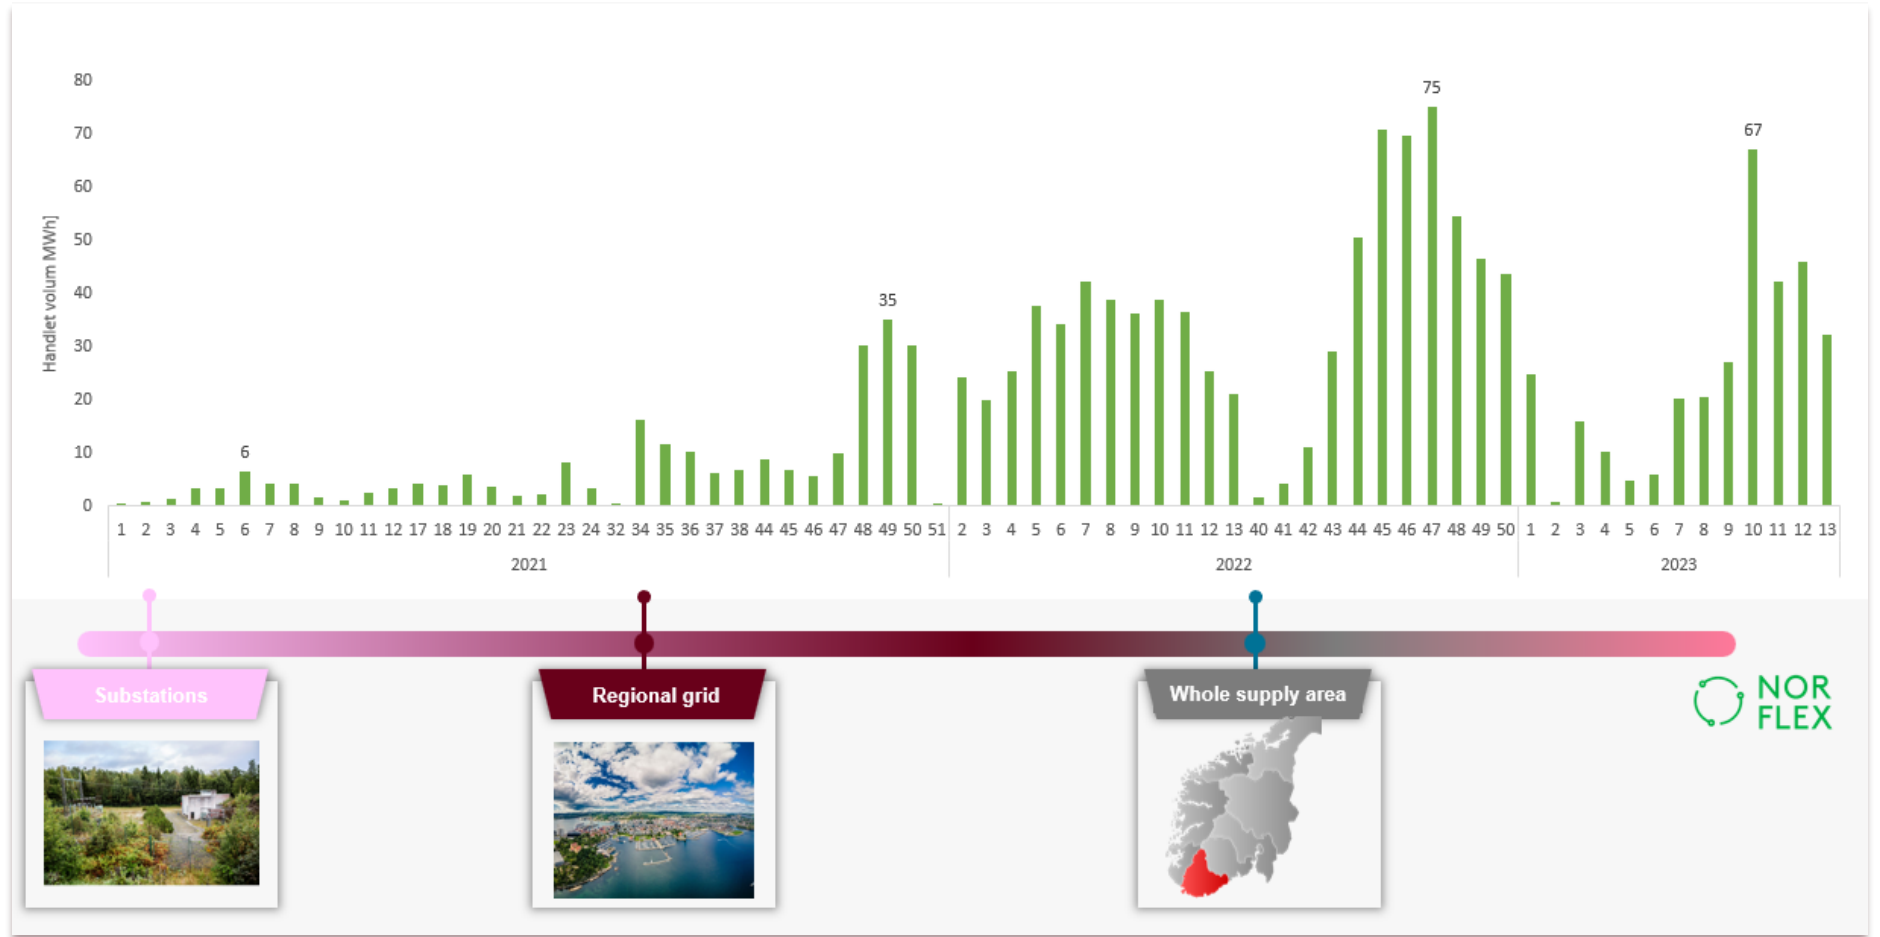 80
70
60
50
40
30
20
10
0
Handlet volum MWh]
6
35
75
67
1 2 3 4 5 6 7 8 9 10 11 12 17 18 19 20 21 22 23 24 32 34 35 36 37 38 44 45 46 47 48 49 50 51 2 3 4 5 6 7 8 9 10 11 12 13 40 41 42 43 44 45 46 47 48 49 50 1 2 3 4 5 6 7 8 9 10 11 12 13
2021 2022 2023
Substations
Regional grid
Whole supply area
NOR
FLEX